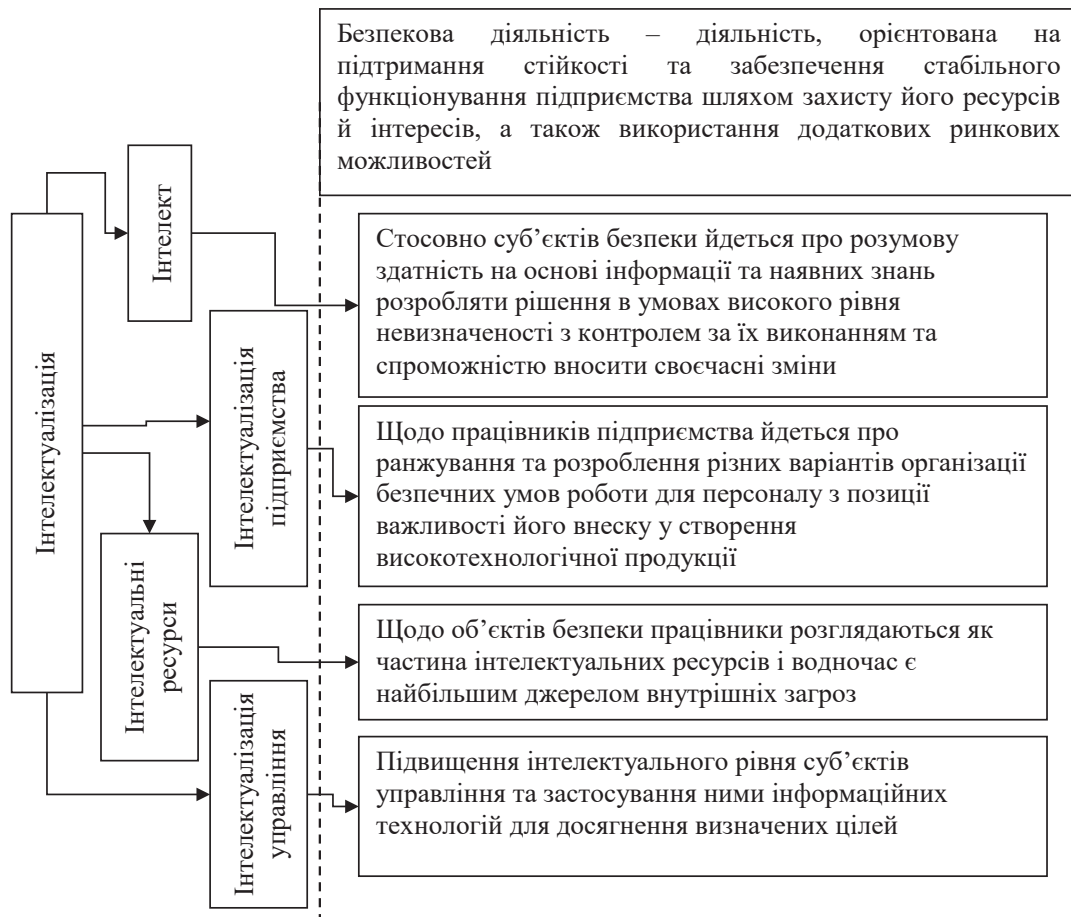 Безпекова діяльність – діяльність, орієнтована на
підтримання стійкості та забезпечення стабільного
функціонування підприємства шляхом захисту його ресурсів
й інтересів, а також використання додаткових ринкових
можливостей
Інтелектуалізація
Інтелект
Стосовно суб’єктів безпеки йдеться про розумову
здатність на основі інформації та наявних знань
розробляти рішення в умовах високого рівня
невизначеності з контролем за їх виконанням та
спроможністю вносити своєчасні зміни
Інтелектуалізація
підприємства
Щодо працівників підприємства йдеться про
ранжування та розроблення різних варіантів організації
безпечних умов роботи для персоналу з позиції
важливості його внеску у створення
високотехнологічної продукції
Інтелектуальні
ресурси
Щодо об’єктів безпеки працівники розглядаються як
частина інтелектуальних ресурсів і водночас є
найбільшим джерелом внутрішніх загроз
Інтелектуалізація
управління
Підвищення інтелектуального рівня суб’єктів
управління та застосування ними інформаційних
технологій для досягнення визначених цілей